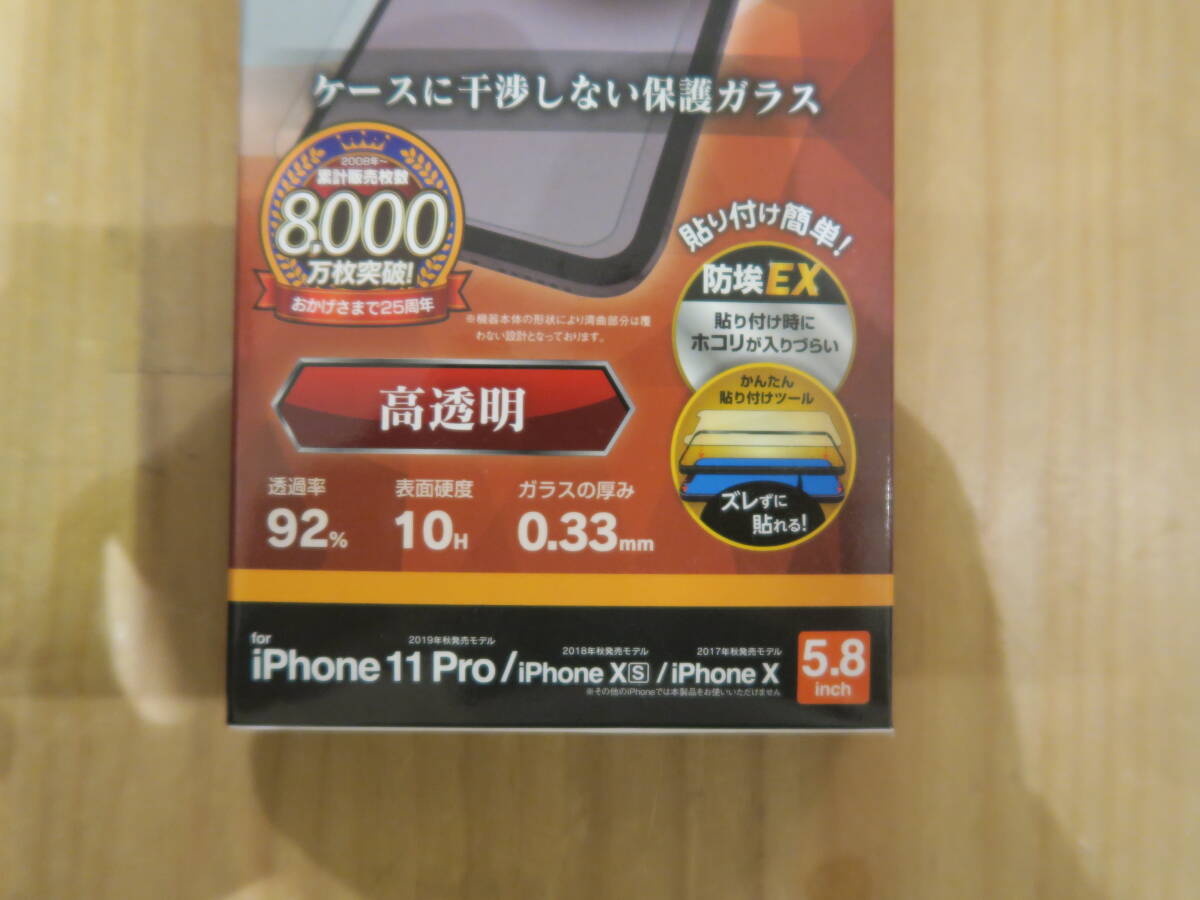 ケースに干渉しない保護ガラス
2008年~
累計販売枚数
8,000
万枚突破!
おかげさまで25周年
※機器本体の形状により湾曲部分は覆
わない設計となっております。
貼り付け簡単!
防埃EX
貼り付け時に
ホコリが入りづらい
かんたん
貼り付けツール
ズレずに
貼れる!
高透明
透過率
92%
表面硬度
10H
ガラスの厚み
0.33mm
for
2019年秋発売モデル
iPhone 11 Pro/
2018年秋発売モデル
iPhone XS /
2017年秋発売モデル
iPhone X
※その他のiPhoneでは本製品をお使いいただけません
5.8
inch